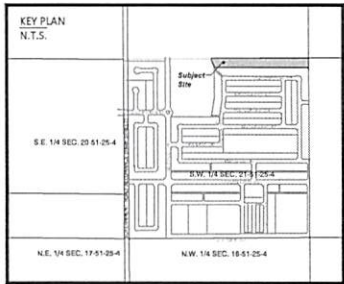 KEY PLAN
N.T.S.
Subject
Site
S.E. 1/4 SEC. 20-51-25-4
S.W. 1/4 SEC. 21-51-25-4
N.E. 1/4 SEC. 17-51-25-4
N.W. 1/4 SEC. 16-51-25-4